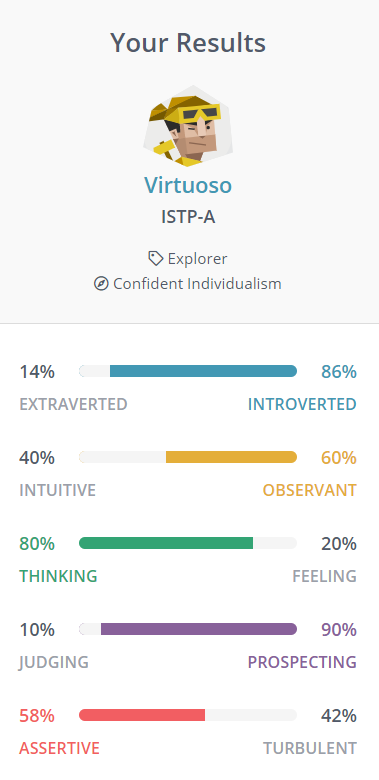 Your Results
Virtuoso
ISTP-A
Explorer
Confident Individualism
14% 86%
EXTRAVERTED INTROVERTED
40% 60%
INTUITIVE OBSERVANT
80% 20%
THINKING FEELING
10% 90%
JUDGING PROSPECTING
58% 42%
ASSERTIVE TURBULENT